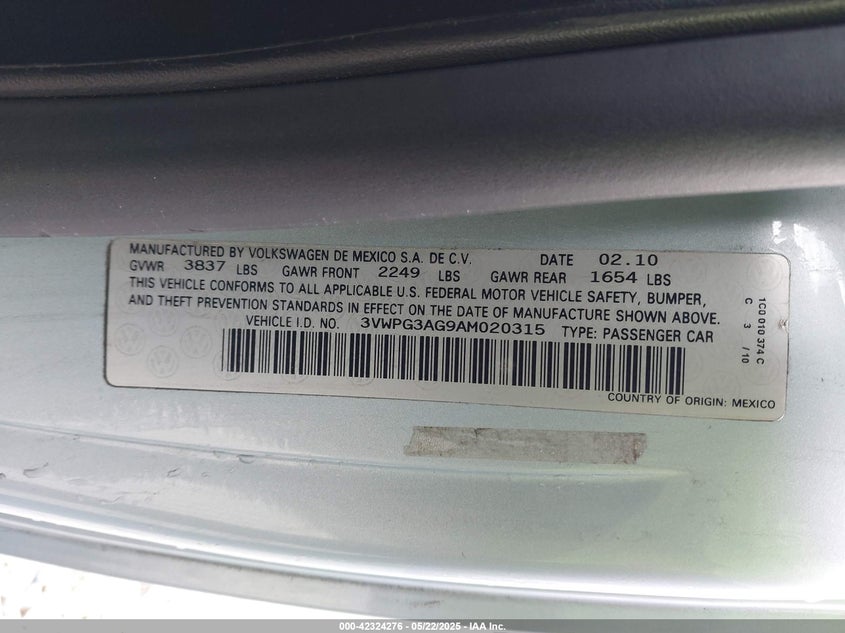 MANUFACTURED BY VOLKSWAGEN DE MEXICO S.A. DE C.V. DATE 02.10
GVWR 3837 LBS GAWR FRONT 2249 LBS GAWR REAR 1654 LBS
THIS VEHICLE CONFORMS TO ALL APPLICABLE U.S. FEDERAL MOTOR VEHICLE SAFETY, BUMPER,
AND THEFT PREVENTION STANDARDS IN EFFECT ON THE DATE OF MANUFACTURE SHOWN ABOVE.
VEHICLE I.D. NO. 3VWPG3AG9AM020315 TYPE: PASSENGER CAR
COUNTRY OF ORIGIN: MEXICO
1C0 010 374 C
C 3 /10
000-42324276 - 05/22/2025 - IAA Inc.